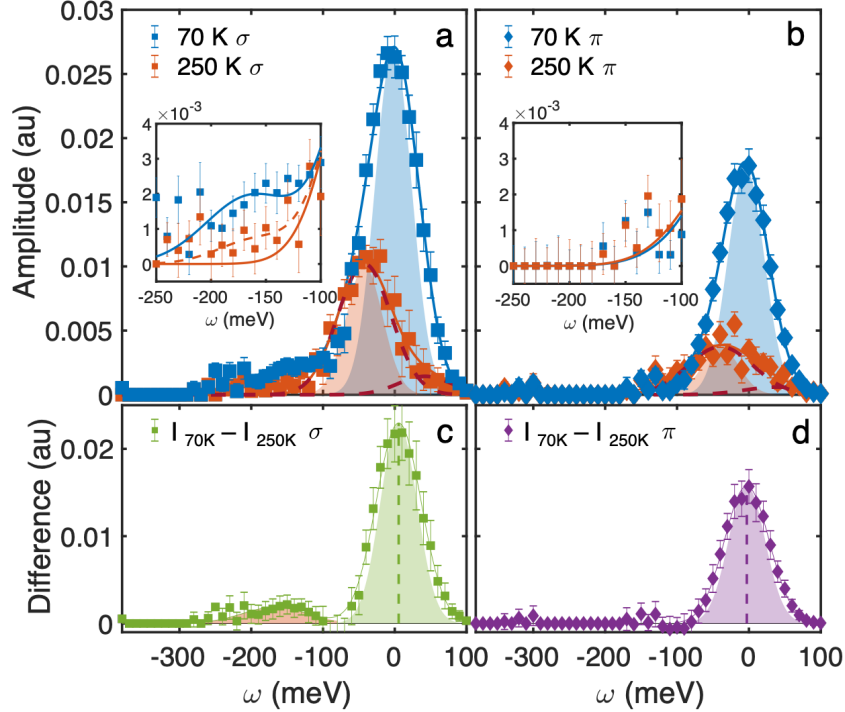 a
70 K σ
250 K σ
b
70 K π
250 K π
Amplitude (au)
0.03
0.025
0.02
0.015
0.01
0.005
0
×10⁻³
4
3
2
1
0
-250 -200 -150 -100
ω (meV)
×10⁻³
4
3
2
1
0
-250 -200 -150 -100
ω (meV)
c
I 70K – I 250K σ
d
I 70K – I 250K π
Difference (au)
0.02
0.01
0
-300 -200 -100 0 100
ω (meV)
-300 -200 -100 0 100
ω (meV)